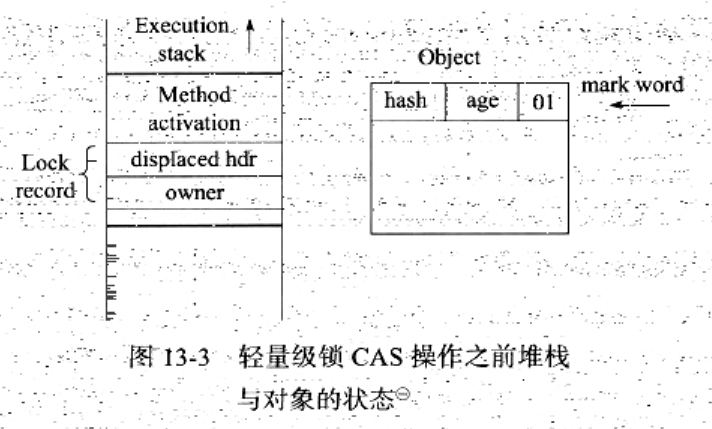 Execution
stack
Object
mark word
hash age 01
Method
activation
Lock
record
displaced hdr
owner
图 13-3 轻量级锁 CAS 操作之前堆栈
与对象的状态⊖